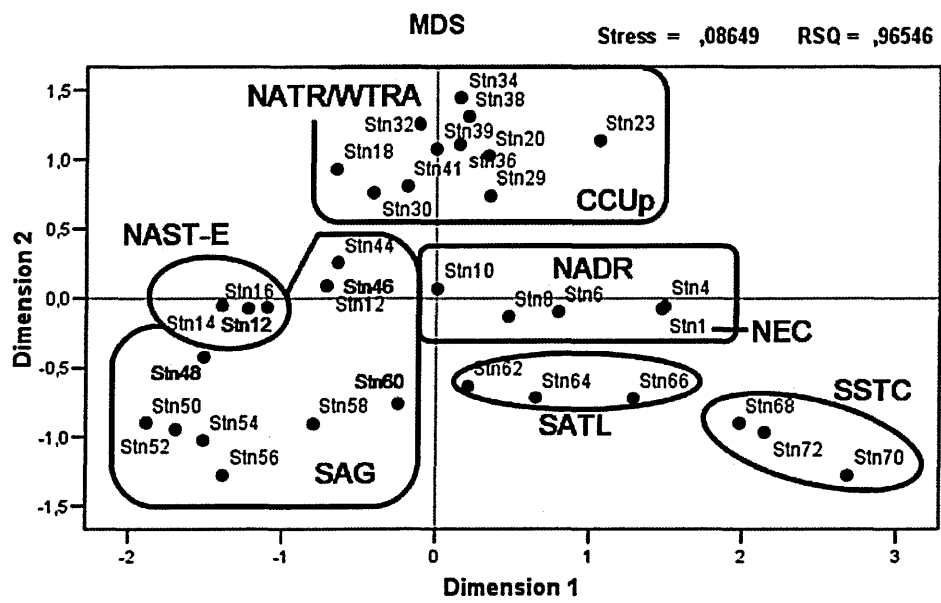 MDS
Stress = ,08649 RSQ = ,96546
NATR/WTRA
Stn34
Stn38
Stn32
Stn39
Stn20
Stn23
Stn18
Stn41
stn36
Stn29
Stn30
CCUp
NAST-E
Stn44
Stn46
Stn12
Stn16
Stn14
Stn12
Stn10
NADR
Stn8
Stn6
Stn4
Stn1
NEC
Stn48
Stn60
Stn62
Stn64
Stn66
SATL
SSTC
Stn50
Stn54
Stn58
Stn52
Stn56
SAG
Stn68
Stn72
Stn70
Dimension 2
1,5
1,0
0,5
0,0
-0,5
-1,0
-1,5
-2 -1 0 1 2 3
Dimension 1